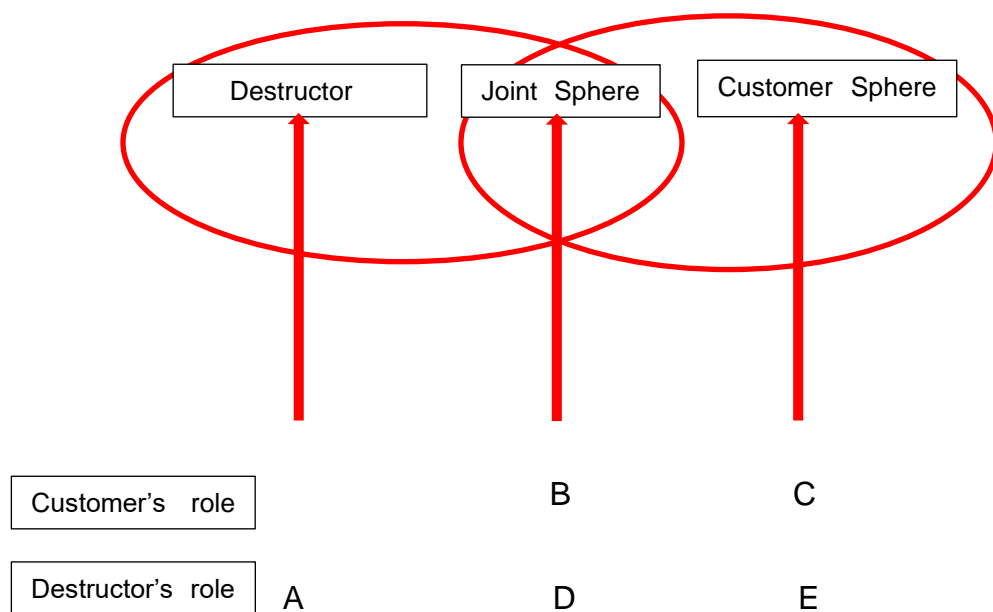 Destructor
Joint Sphere
Customer Sphere
Customer's role
B
C
Destructor's role
A
D
E